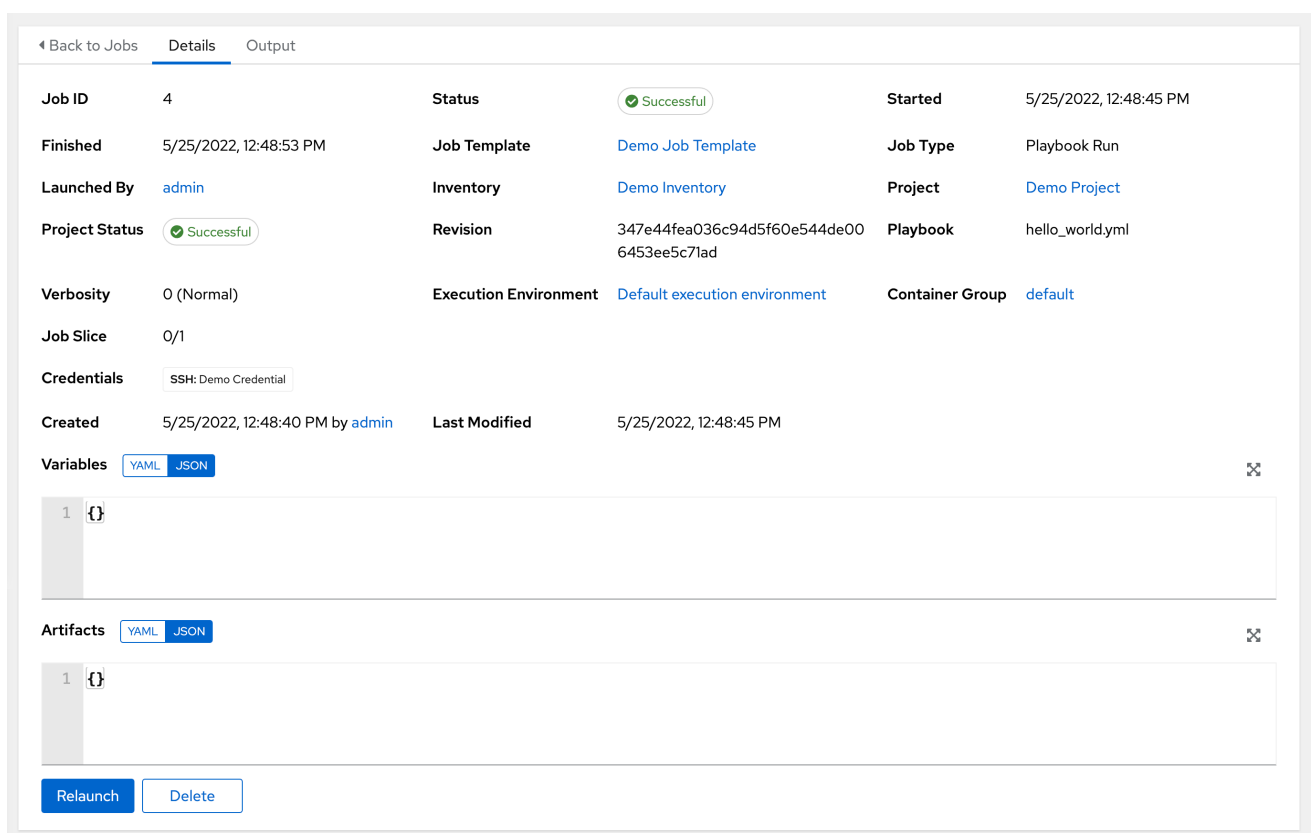 Back to Jobs Details Output
Job ID 4 Status Successful Started 5/25/2022, 12:48:45 PM
Finished 5/25/2022, 12:48:53 PM Job Template Demo Job Template Job Type Playbook Run
Launched By admin Inventory Demo Inventory Project Demo Project
Project Status Successful Revision 347e44fea036c94d5f60e544de00 Playbook hello_world.yml
6453ee5c71ad
Verbosity 0 (Normal) Execution Environment Default execution environment Container Group default
Job Slice 0/1
Credentials SSH: Demo Credential
Created 5/25/2022, 12:48:40 PM by admin Last Modified 5/25/2022, 12:48:45 PM
Variables YAML JSON
1 {}
Artifacts YAML JSON
1 {}
Relaunch Delete